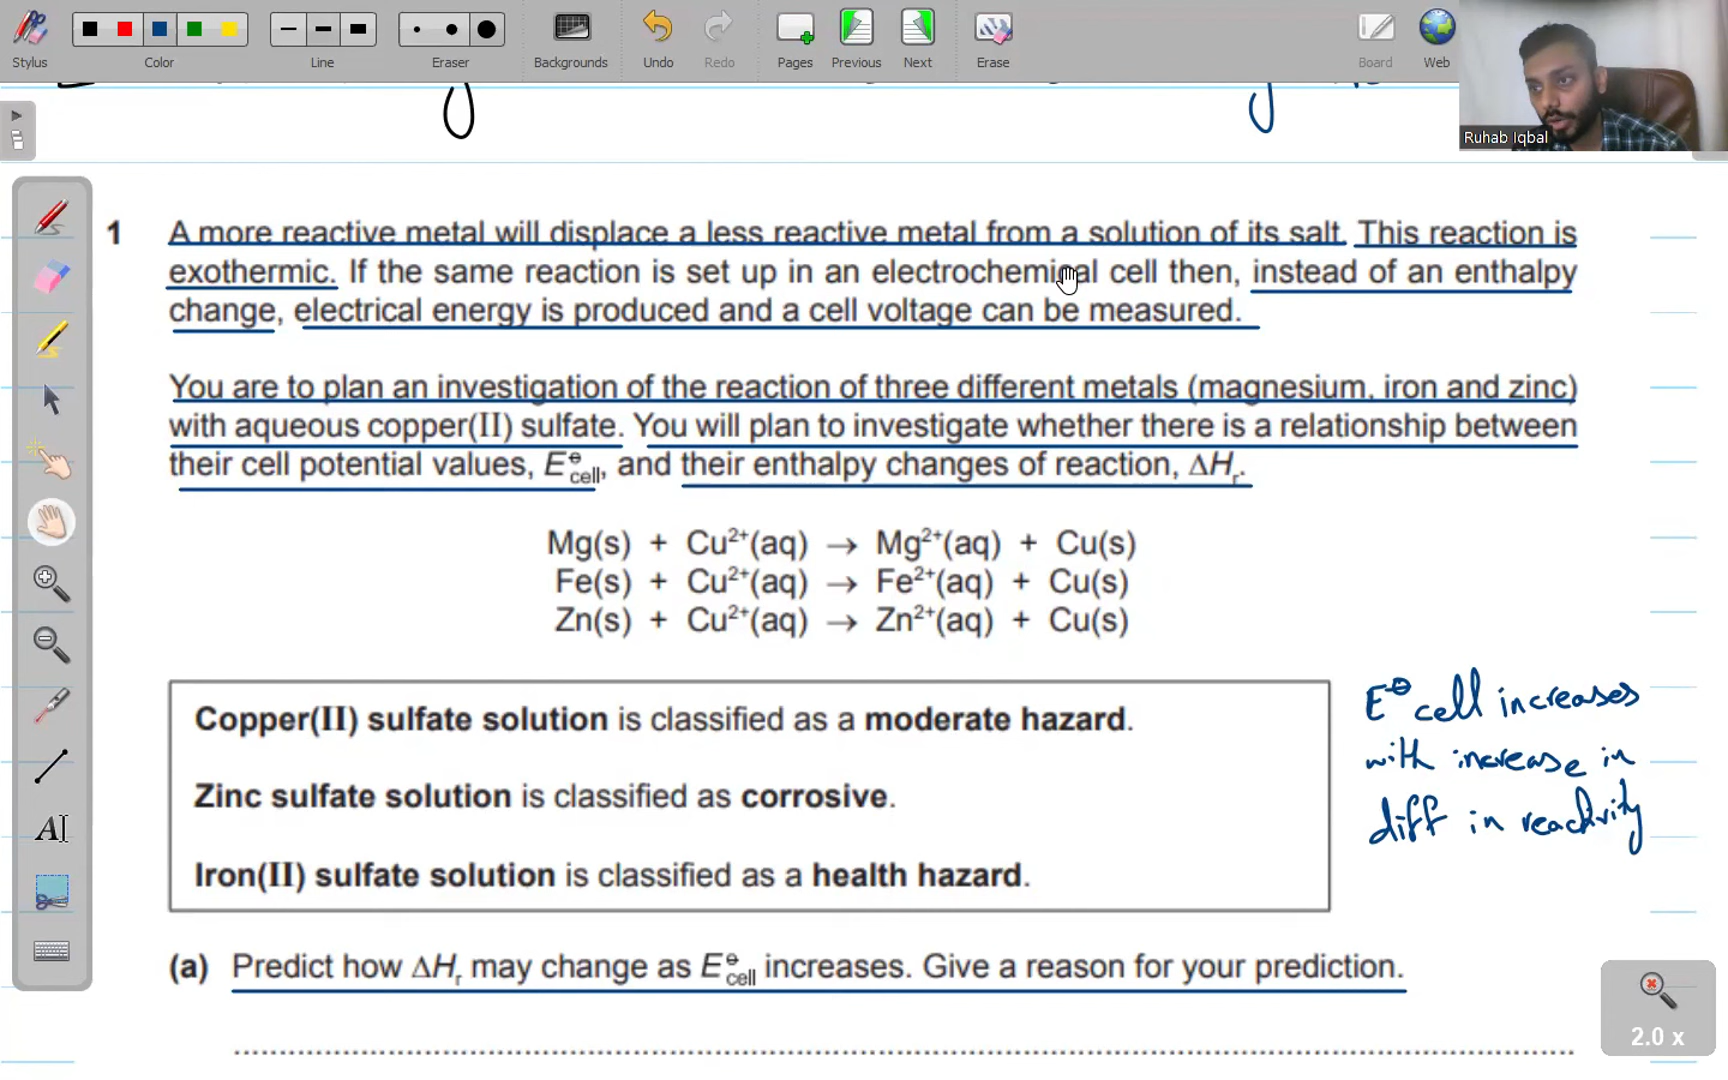 Stylus
Color
Line
Eraser
Backgrounds
Undo
Redo
Pages
Previous
Next
Erase
Board
Web
Ruhab Iqbal
1 A more reactive metal will displace a less reactive metal from a solution of its salt. This reaction is
exothermic. If the same reaction is set up in an electrochemical cell then, instead of an enthalpy
change, electrical energy is produced and a cell voltage can be measured.
You are to plan an investigation of the reaction of three different metals (magnesium, iron and zinc)
with aqueous copper(II) sulfate. You will plan to investigate whether there is a relationship between
their cell potential values, E⦵cell, and their enthalpy changes of reaction, ΔHr.
Mg(s) + Cu²⁺(aq) → Mg²⁺(aq) + Cu(s)
Fe(s) + Cu²⁺(aq) → Fe²⁺(aq) + Cu(s)
Zn(s) + Cu²⁺(aq) → Zn²⁺(aq) + Cu(s)
Copper(II) sulfate solution is classified as a moderate hazard.
Zinc sulfate solution is classified as corrosive.
Iron(II) sulfate solution is classified as a health hazard.
E⦵ cell increases
with increase in
diff in reactivity
(a) Predict how ΔHr may change as E⦵cell increases. Give a reason for your prediction.
2.0 x